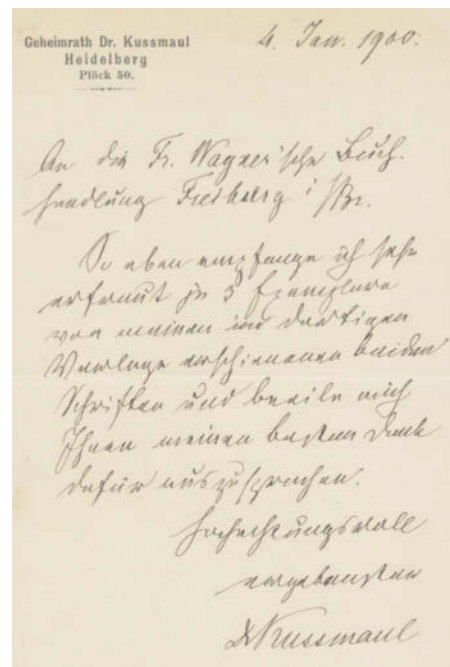 Geheimrath Dr. Kussmaul
Heidelberg
Plöck 50.
4. Jan. 1900.
An die Fr. Wagner'sche Buch-
handlung Freiburg i/Br.
So eben empfange ich sehr
erfreut je 3 Exemplare
von meinen im dortigen
Verlage erschienenen beiden
Schriften und beeile mich
Ihnen meinen besten Dank
dafür auszusprechen.
Hochachtungsvoll
ergebenster
Dr Kussmaul